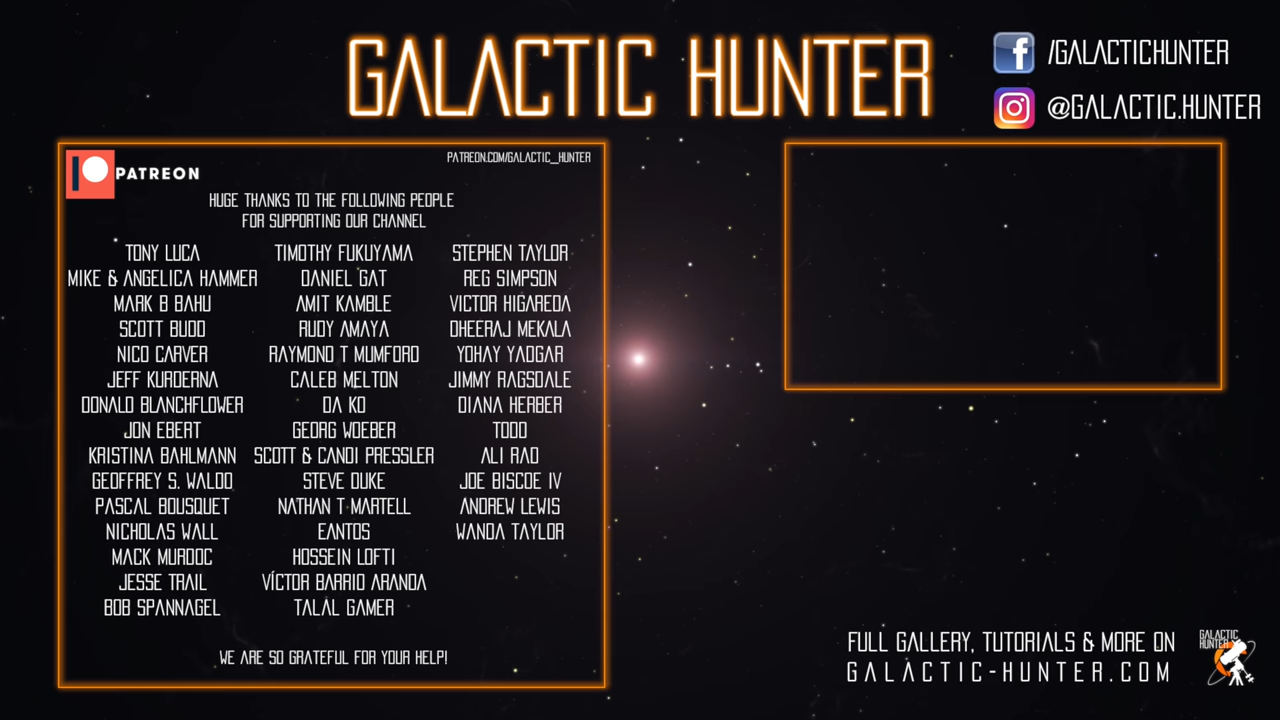 GALACTIC HUNTER
/GALACTICHUNTER
@GALACTIC.HUNTER
PATREON
PATREON.COM/GALACTIC_HUNTER
HUGE THANKS TO THE FOLLOWING PEOPLE
FOR SUPPORTING OUR CHANNEL
TONY LUCA
MIKE & ANGELICA HAMMER
MARK B BAHU
SCOTT BUDD
NICO CARVER
JEFF KURDERNA
DONALD BLANCHFLOWER
JON EBERT
KRISTINA BAHLMANN
GEOFFREY S. WALDO
PASCAL BOUSQUET
NICHOLAS WALL
MACK MURDOC
JESSE TRAIL
BOB SPANNAGEL
TIMOTHY FUKUYAMA
DANIEL GAT
AMIT KAMBLE
RUDY AMAYA
RAYMOND T MUMFORD
CALEB MELTON
DA KO
GEORG WOEBER
SCOTT & CANDI PRESSLER
STEVE DUKE
NATHAN T MARTELL
EANTOS
HOSSEIN LOFTI
VÍCTOR BARRIO ARANDA
TALAL GAMER
STEPHEN TAYLOR
REG SIMPSON
VICTOR HIGAREDA
DHEERAJ MEKALA
YOHAY YADGAR
JIMMY RAGSDALE
DIANA HERBER
TODD
ALI RAD
JOE BISCOE IV
ANDREW LEWIS
WANDA TAYLOR
WE ARE SO GRATEFUL FOR YOUR HELP!
FULL GALLERY, TUTORIALS & MORE ON
GALACTIC-HUNTER.COM
GALACTIC
HUNTER